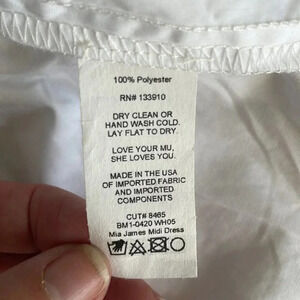 100% Polyester
RN# 133910
DRY CLEAN OR
HAND WASH COLD.
LAY FLAT TO DRY.
LOVE YOUR MU,
SHE LOVES YOU.
MADE IN THE USA
OF IMPORTED FABRIC
AND IMPORTED
COMPONENTS
CUT# 8465
BM1-0420 WH05
Mia James Midi Dress